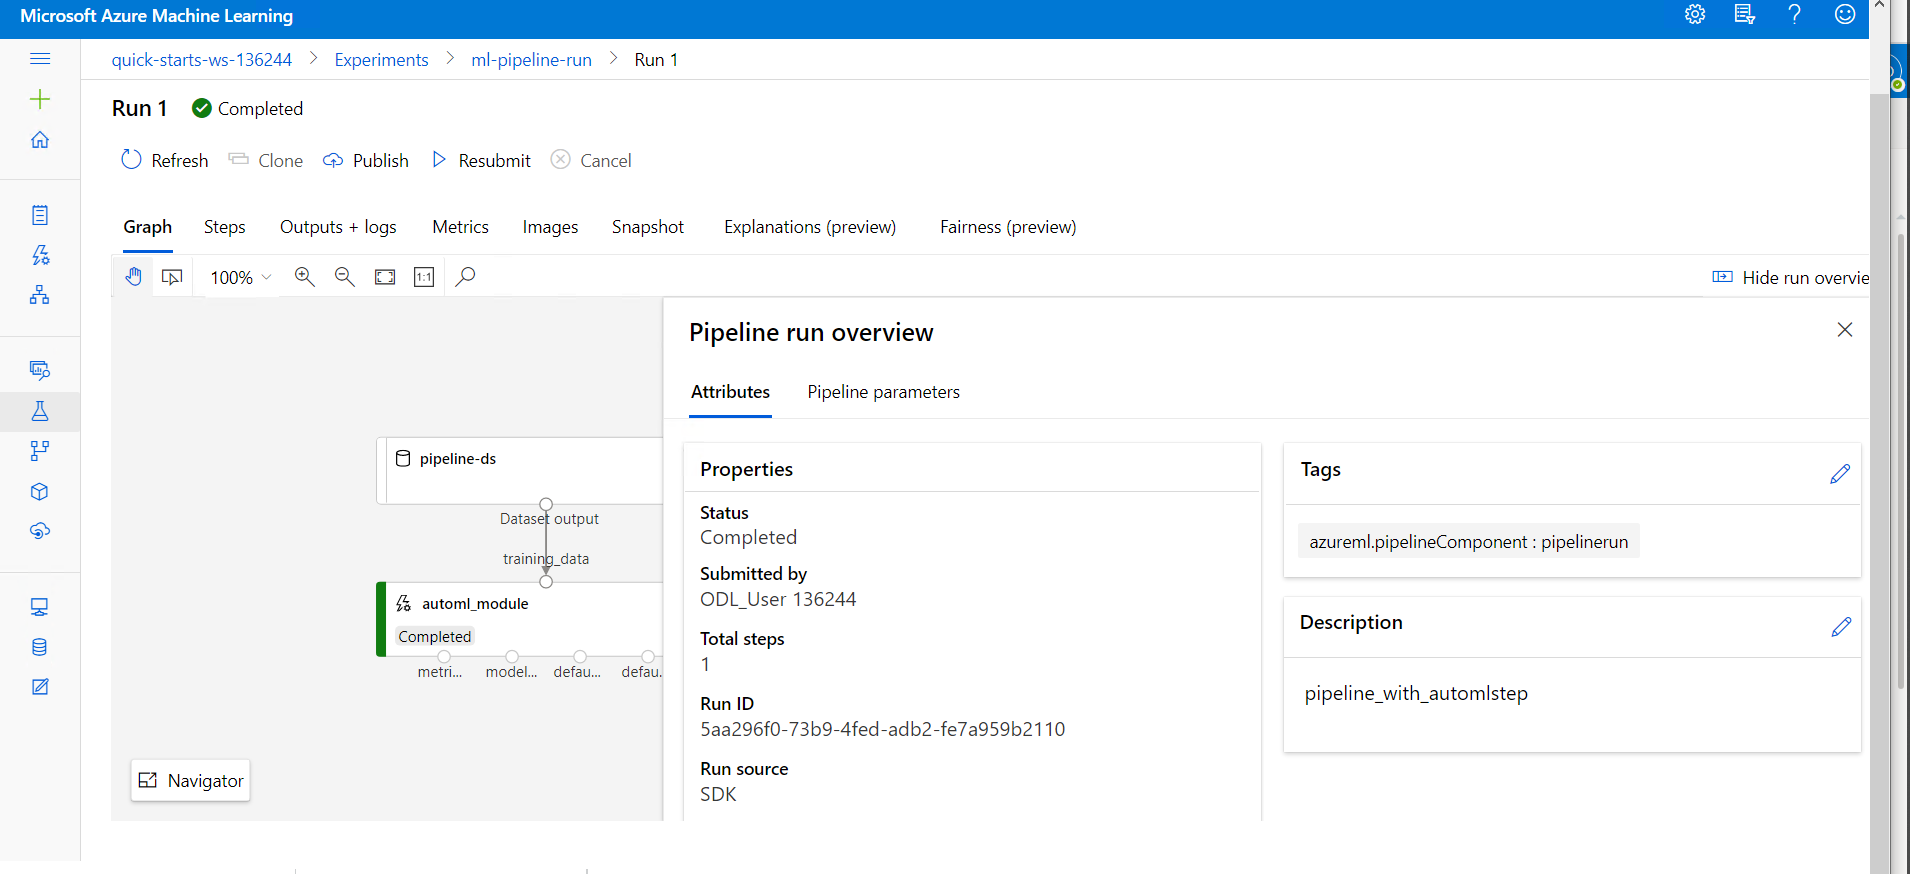 Microsoft Azure Machine Learning
quick-starts-ws-136244 > Experiments > ml-pipeline-run > Run 1
Run 1 Completed
Refresh Clone Publish Resubmit Cancel
Graph Steps Outputs + logs Metrics Images Snapshot Explanations (preview) Fairness (preview)
100% 1:1 Hide run overvie
Pipeline run overview
Attributes Pipeline parameters
pipeline-ds
Dataset output
training_data
automl_module
Completed
metri... model... defau... defau.
Navigator
Properties
Status
Completed
Submitted by
ODL_User 136244
Total steps
1
Run ID
5aa296f0-73b9-4fed-adb2-fe7a959b2110
Run source
SDK
Tags
azureml.pipelineComponent : pipelinerun
Description
pipeline_with_automlstep